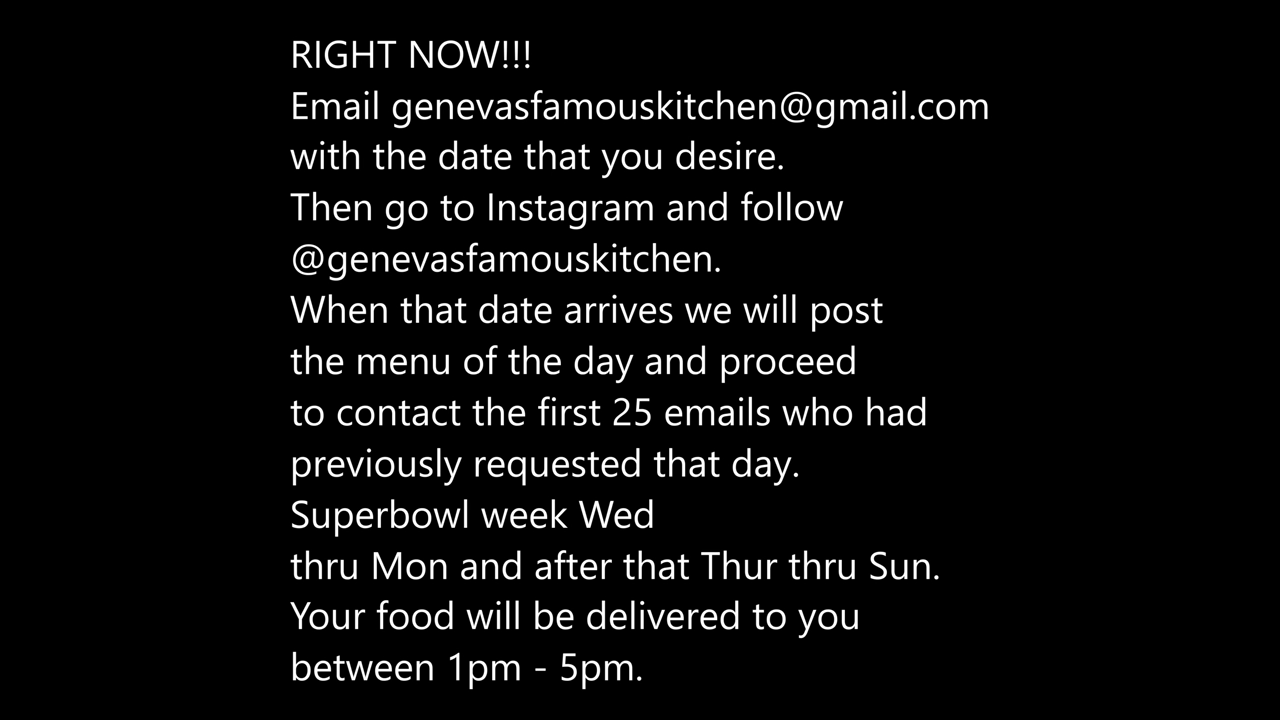 RIGHT NOW!!!
Email genevasfamouskitchen@gmail.com
with the date that you desire.
Then go to Instagram and follow
@genevasfamouskitchen.
When that date arrives we will post
the menu of the day and proceed
to contact the first 25 emails who had
previously requested that day.
Superbowl week Wed
thru Mon and after that Thur thru Sun.
Your food will be delivered to you
between 1pm - 5pm.